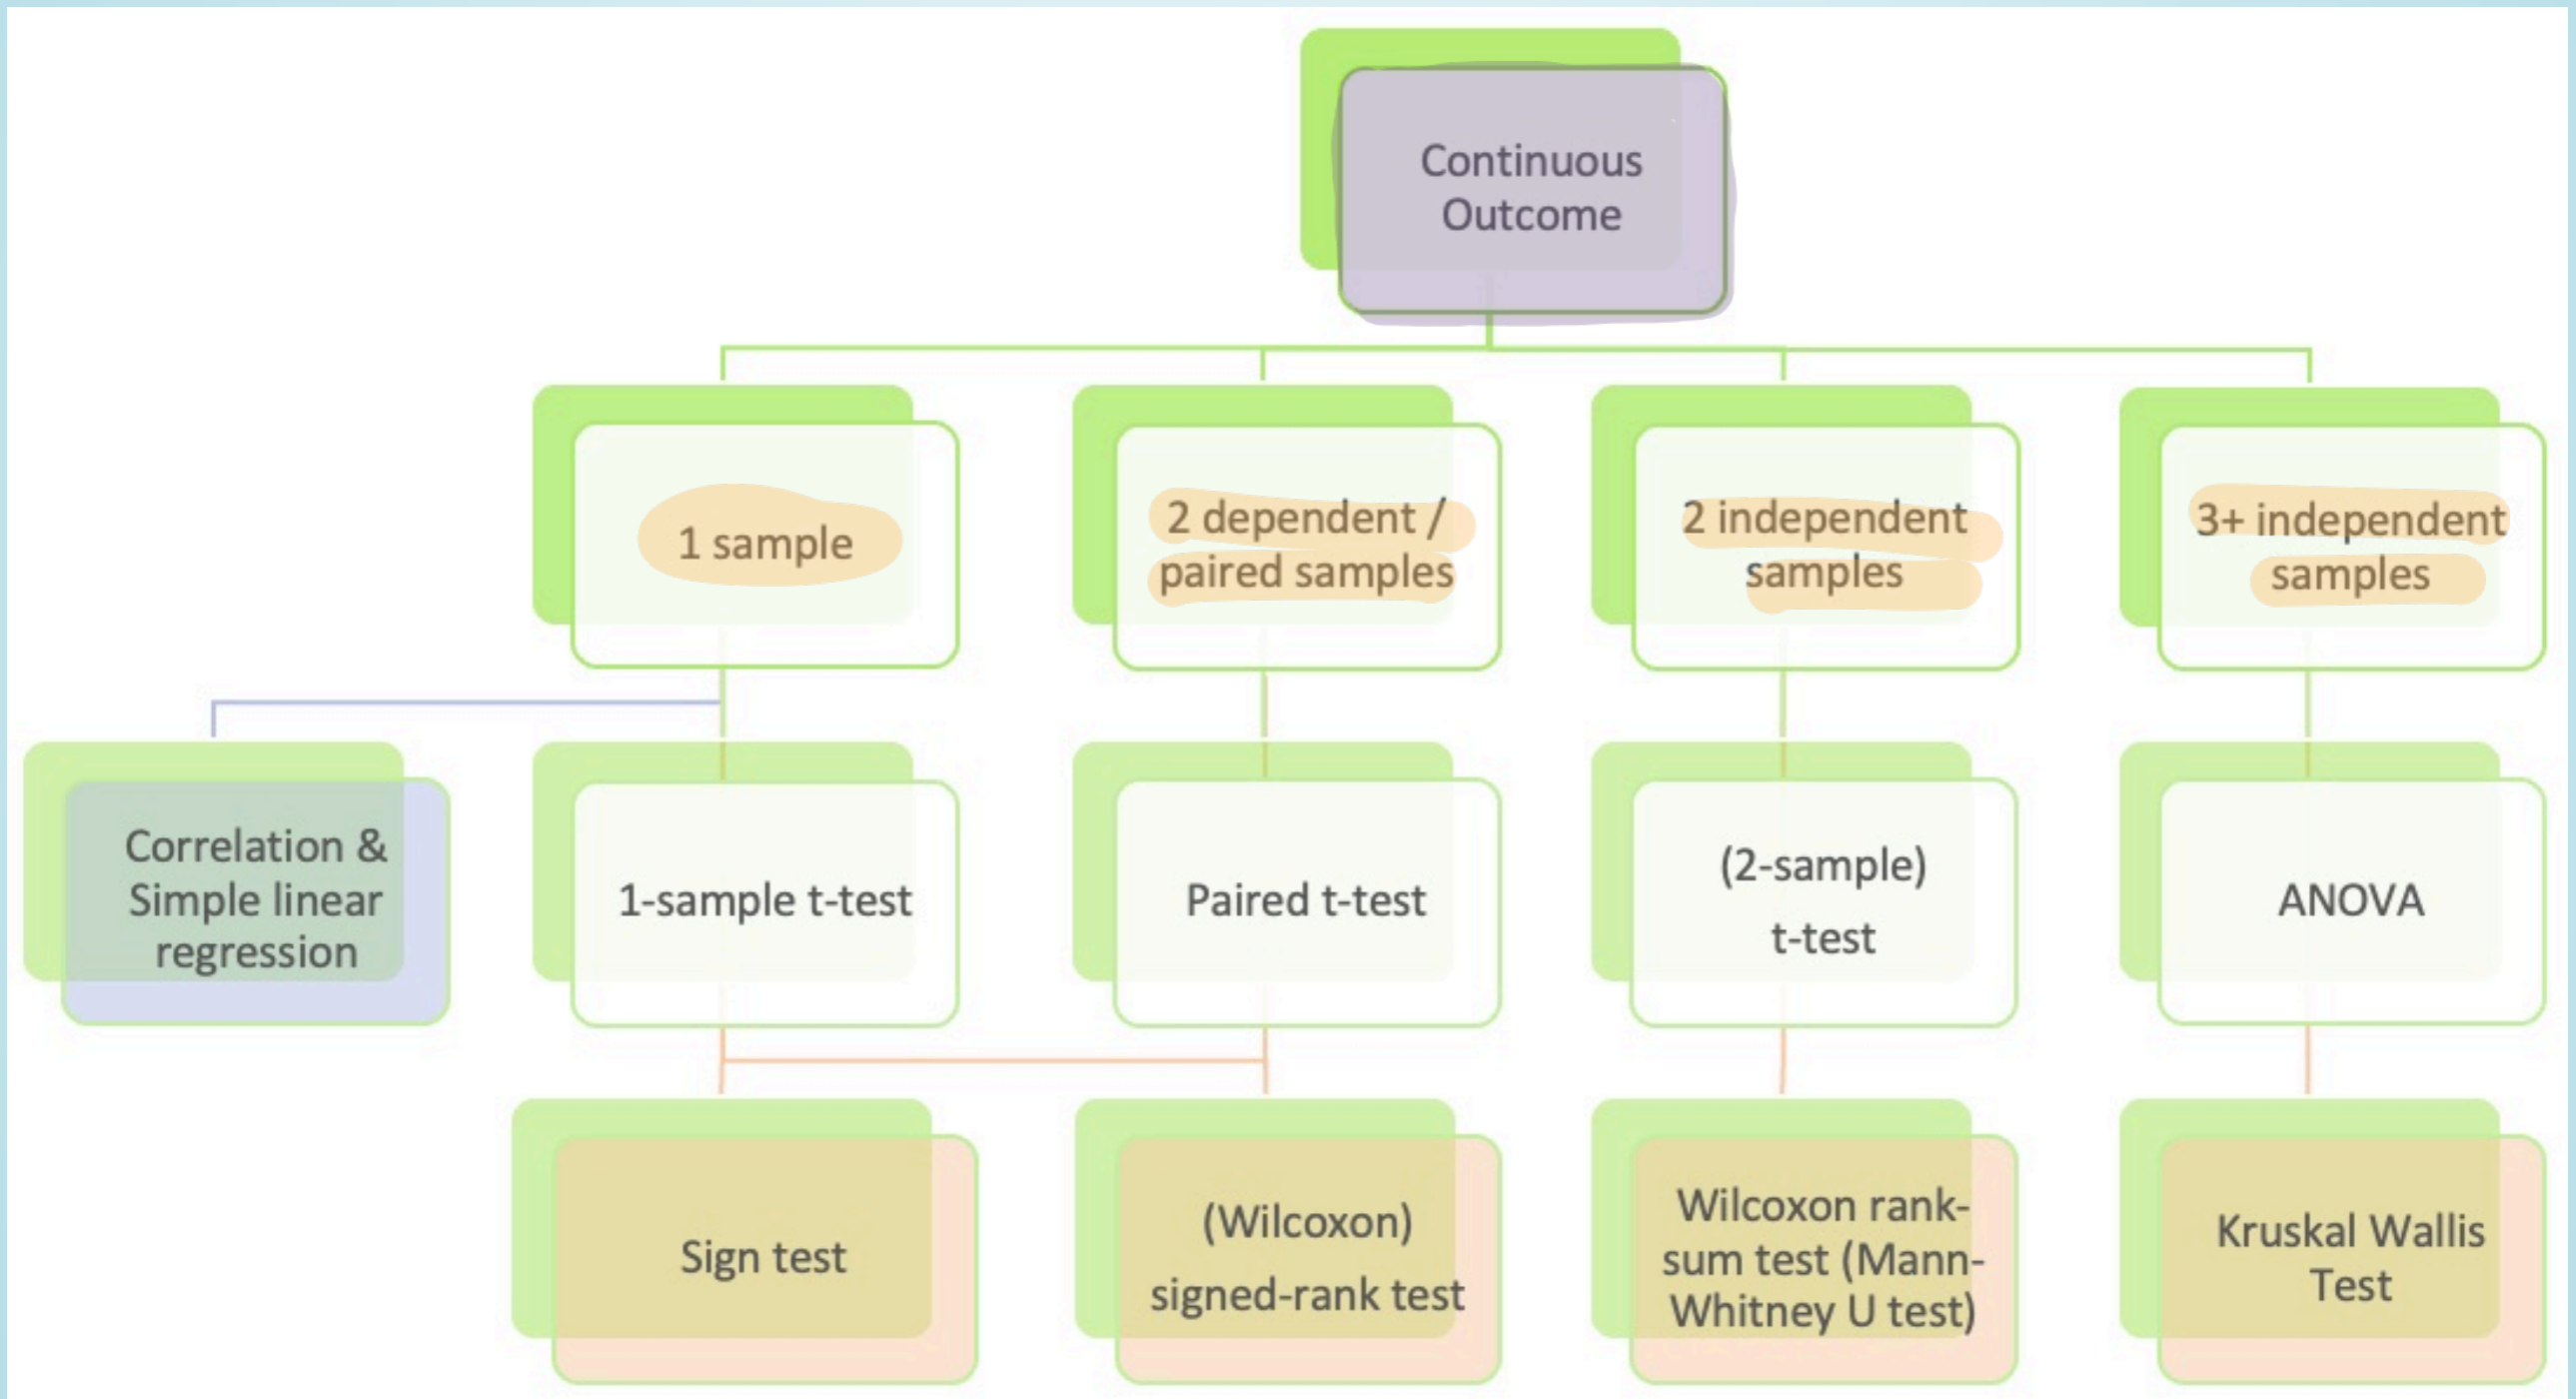 Continuous
Outcome
1 sample
2 dependent /
paired samples
2 independent
samples
3+ independent
samples
Correlation &
Simple linear
regression
1-sample t-test
Paired t-test
(2-sample)
t-test
ANOVA
Sign test
(Wilcoxon)
signed-rank test
Wilcoxon rank-
sum test (Mann-
Whitney U test)
Kruskal Wallis
Test